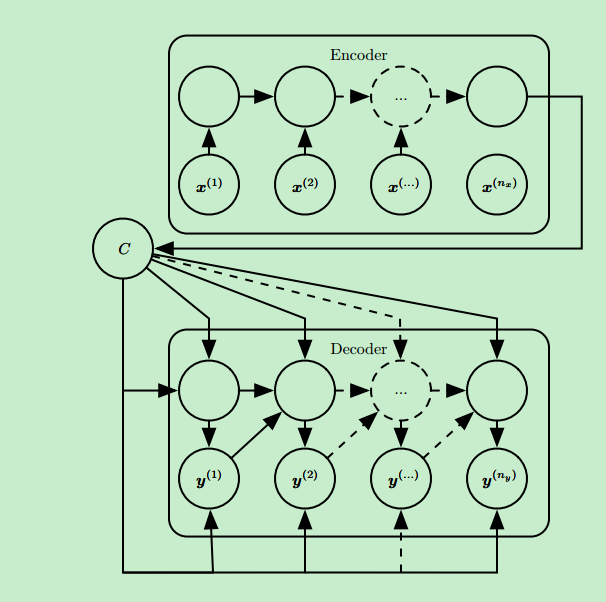 Encoder
...
x^(1) x^(2) x^(...) x^(n_x)
C
Decoder
...
y^(1) y^(2) y^(...) y^(n_y)